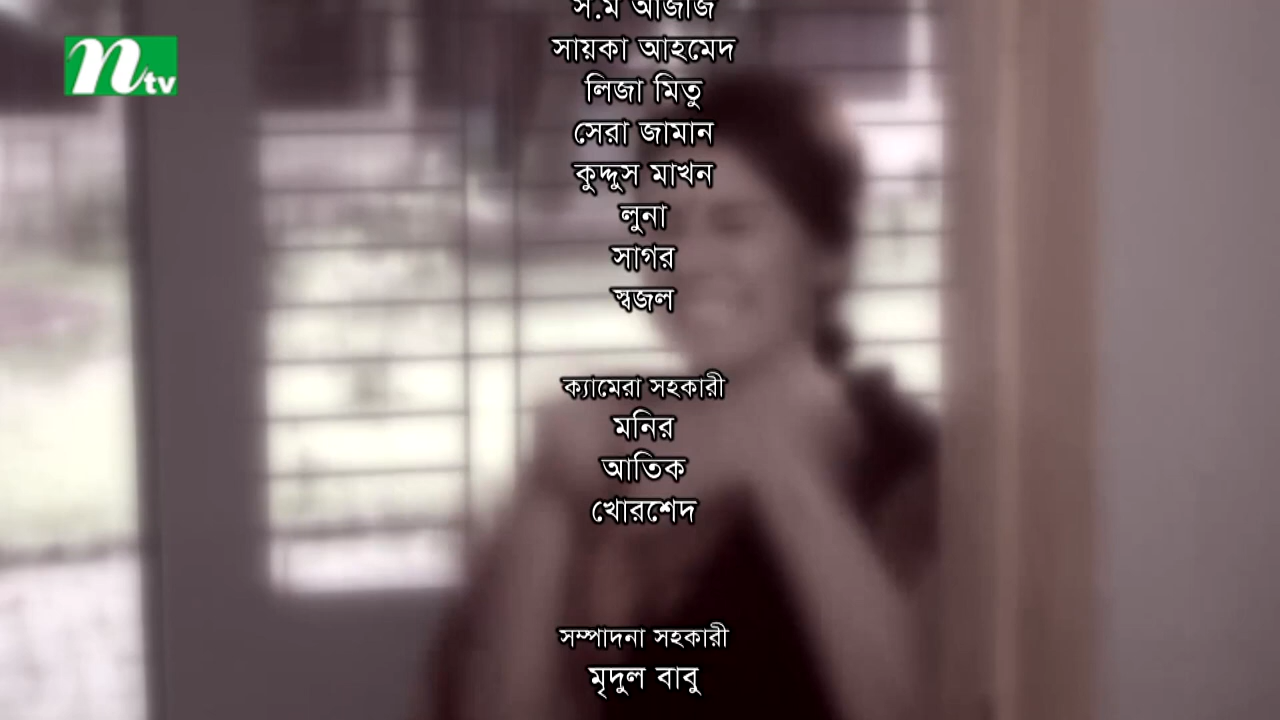 স.ম আজাজ
ntv
সায়কা আহমেদ
লিজা মিতু
সেরা জামান
কুদ্দুস মাখন
লুনা
সাগর
স্বজল
ক্যামেরা সহকারী
মনির
আতিক
খোরশেদ
সম্পাদনা সহকারী
মৃদুল বাবু